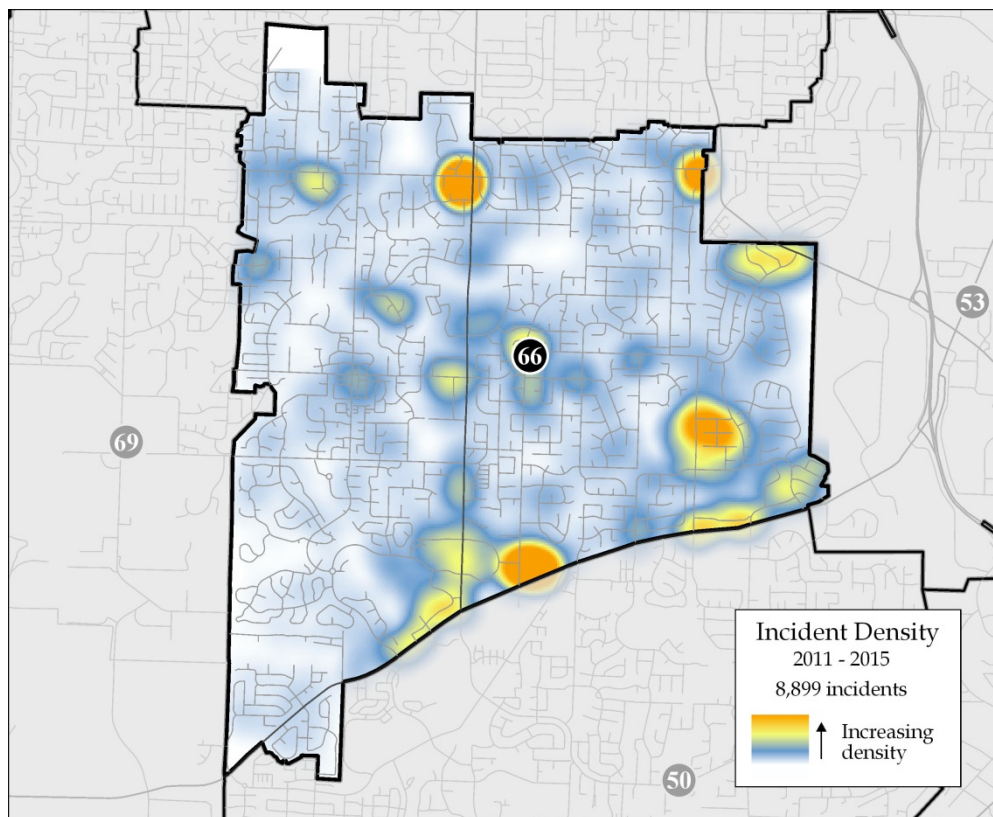 53
66
69
50
Incident Density
2011 - 2015
8,899 incidents
Increasing
density